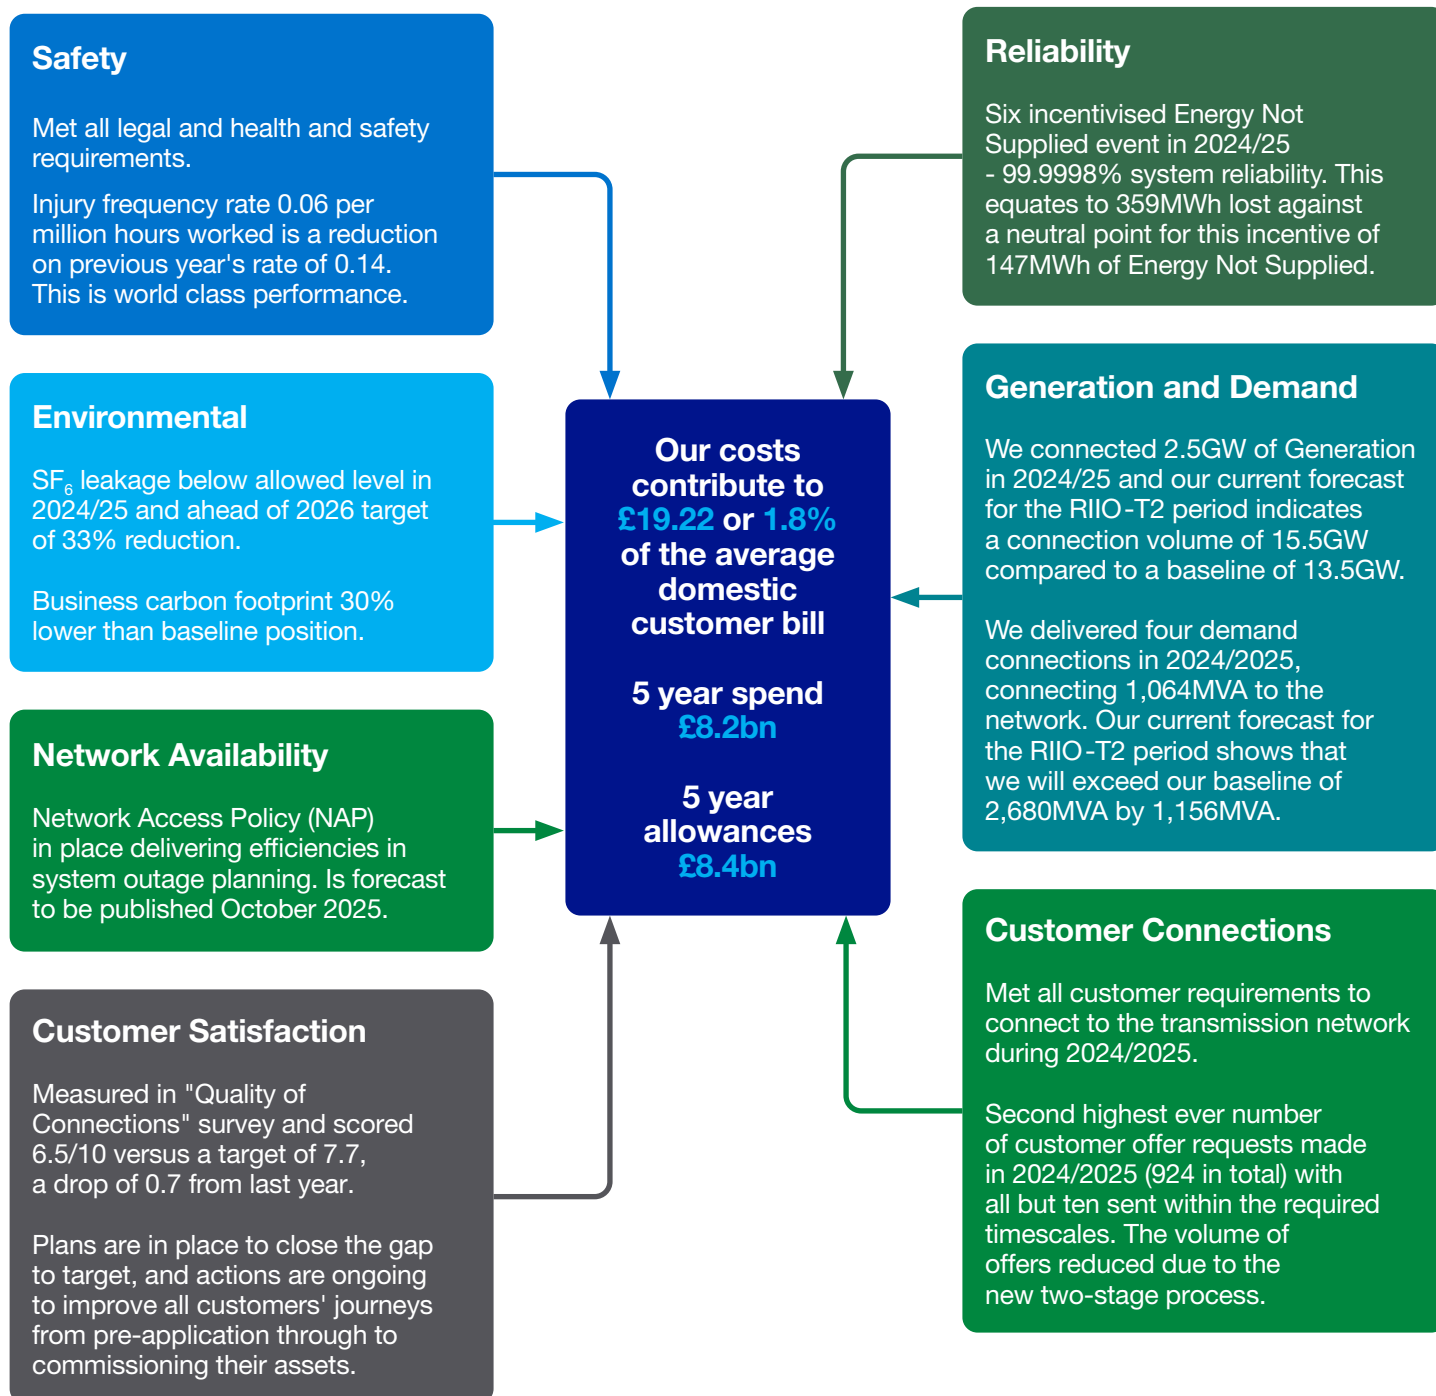 Safety
Met all legal and health and safety
requirements.
Injury frequency rate 0.06 per
million hours worked is a reduction
on previous year's rate of 0.14.
This is world class performance.
Environmental
SF₆ leakage below allowed level in
2024/25 and ahead of 2026 target
of 33% reduction.
Business carbon footprint 30%
lower than baseline position.
Network Availability
Network Access Policy (NAP)
in place delivering efficiencies in
system outage planning. Is forecast
to be published October 2025.
Customer Satisfaction
Measured in "Quality of
Connections" survey and scored
6.5/10 versus a target of 7.7,
a drop of 0.7 from last year.
Plans are in place to close the gap
to target, and actions are ongoing
to improve all customers' journeys
from pre-application through to
commissioning their assets.
Our costs
contribute to
£19.22 or 1.8%
of the average
domestic
customer bill
5 year spend
£8.2bn
5 year
allowances
£8.4bn
Reliability
Six incentivised Energy Not
Supplied event in 2024/25
- 99.9998% system reliability. This
equates to 359MWh lost against
a neutral point for this incentive of
147MWh of Energy Not Supplied.
Generation and Demand
We connected 2.5GW of Generation
in 2024/25 and our current forecast
for the RIIO-T2 period indicates
a connection volume of 15.5GW
compared to a baseline of 13.5GW.
We delivered four demand
connections in 2024/2025,
connecting 1,064MVA to the
network. Our current forecast for
the RIIO-T2 period shows that
we will exceed our baseline of
2,680MVA by 1,156MVA.
Customer Connections
Met all customer requirements to
connect to the transmission network
during 2024/2025.
Second highest ever number
of customer offer requests made
in 2024/2025 (924 in total) with
all but ten sent within the required
timescales. The volume of
offers reduced due to the
new two-stage process.